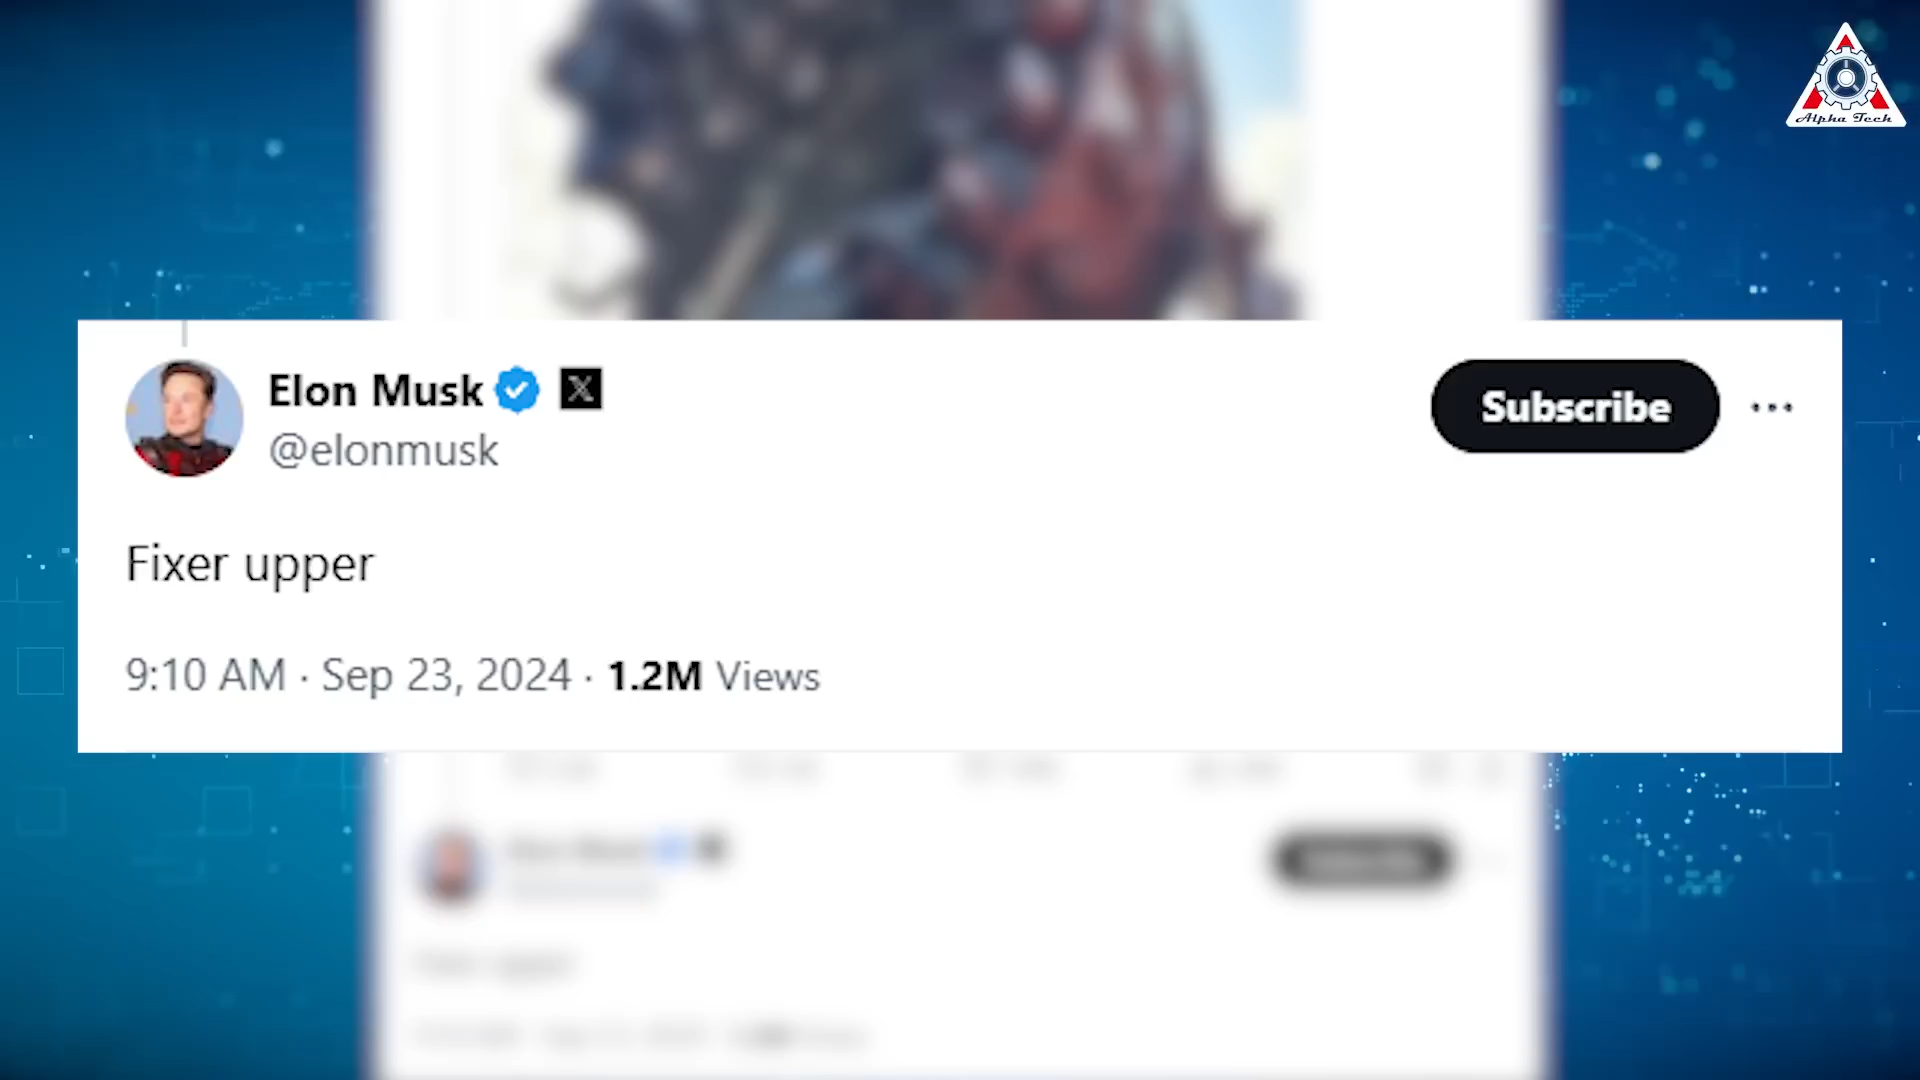 Alpha Tech
Elon Musk
@elonmusk
Subscribe
Fixer upper
9:10 AM · Sep 23, 2024 · 1.2M Views